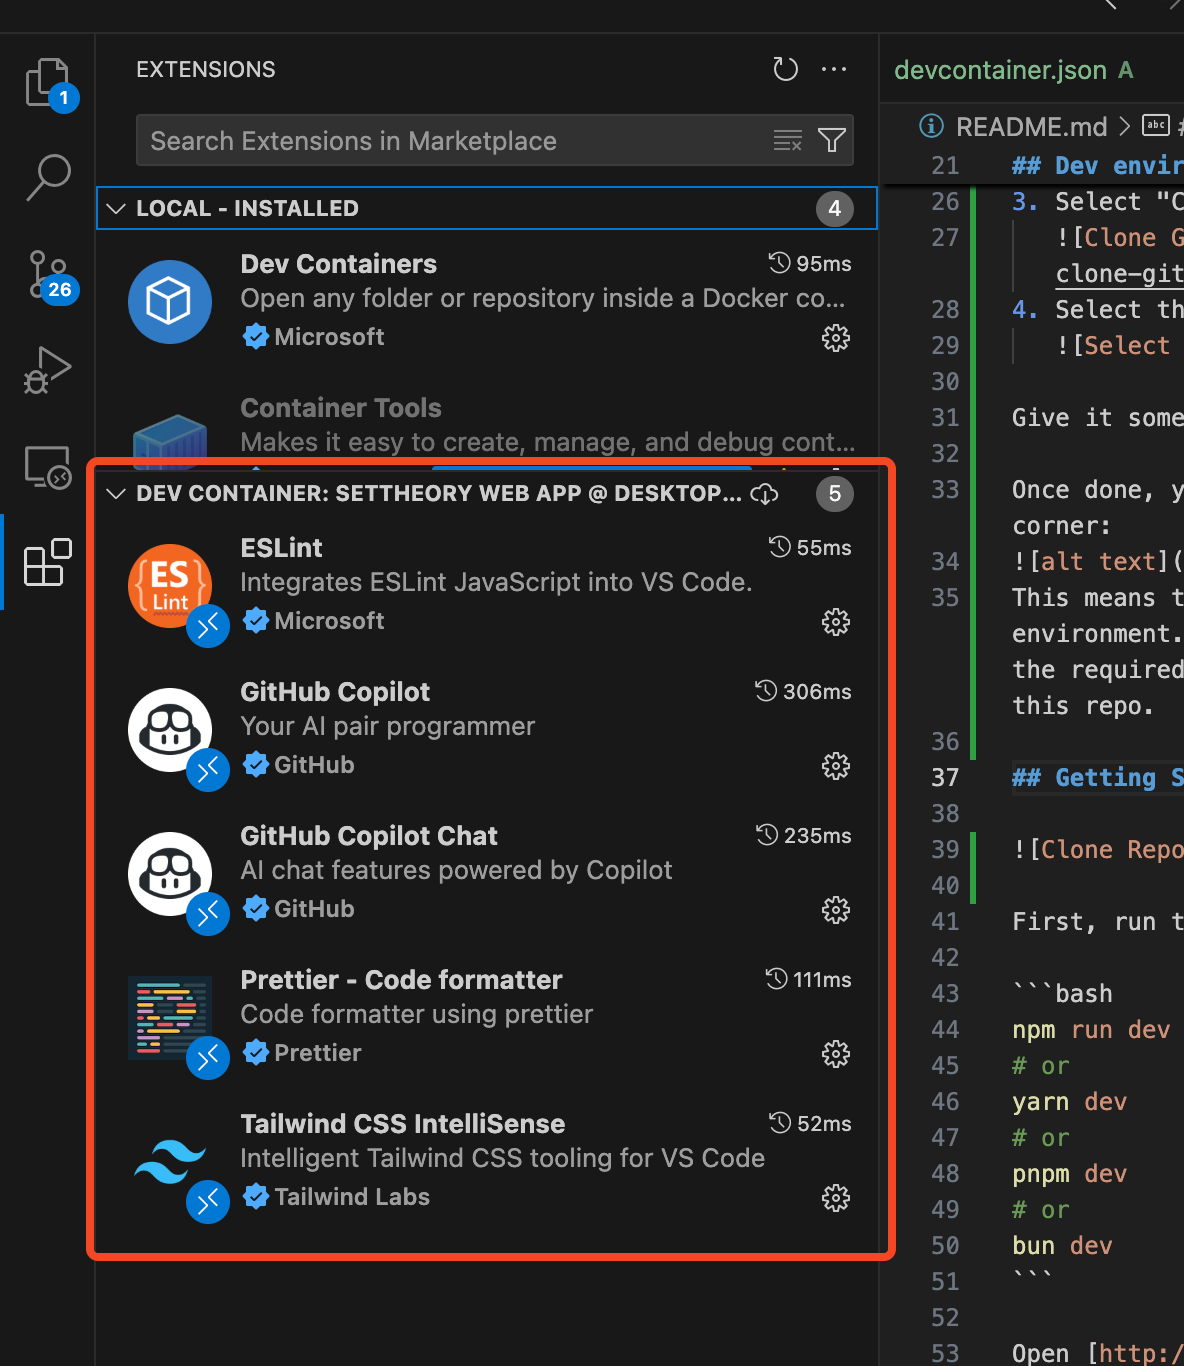 1
26
EXTENSIONS
Search Extensions in Marketplace
LOCAL - INSTALLED 4
Dev Containers 95ms
Open any folder or repository inside a Docker co...
Microsoft
Container Tools
Makes it easy to create, manage, and debug cont...
DEV CONTAINER: SETTHEORY WEB APP @ DESKTOP... 5
ES
Lint
ESLint 55ms
Integrates ESLint JavaScript into VS Code.
Microsoft
GitHub Copilot 306ms
Your AI pair programmer
GitHub
GitHub Copilot Chat 235ms
AI chat features powered by Copilot
GitHub
Prettier - Code formatter 111ms
Code formatter using prettier
Prettier
Tailwind CSS IntelliSense 52ms
Intelligent Tailwind CSS tooling for VS Code
Tailwind Labs
devcontainer.json A
README.md > abc #
21 ## Dev envir
26 3. Select "C
27 ![Clone G
clone-git
28 4. Select th
29 ![Select
30
31 Give it some
32
33 Once done, y
corner:
34 ![alt text](
35 This means t
environment.
the required
this repo.
36
37 ## Getting S
38
39 ![Clone Repo
40
41 First, run t
42
43 ```bash
44 npm run dev
45 # or
46 yarn dev
47 # or
48 pnpm dev
49 # or
50 bun dev
51 ```
52
53 Open [http:/